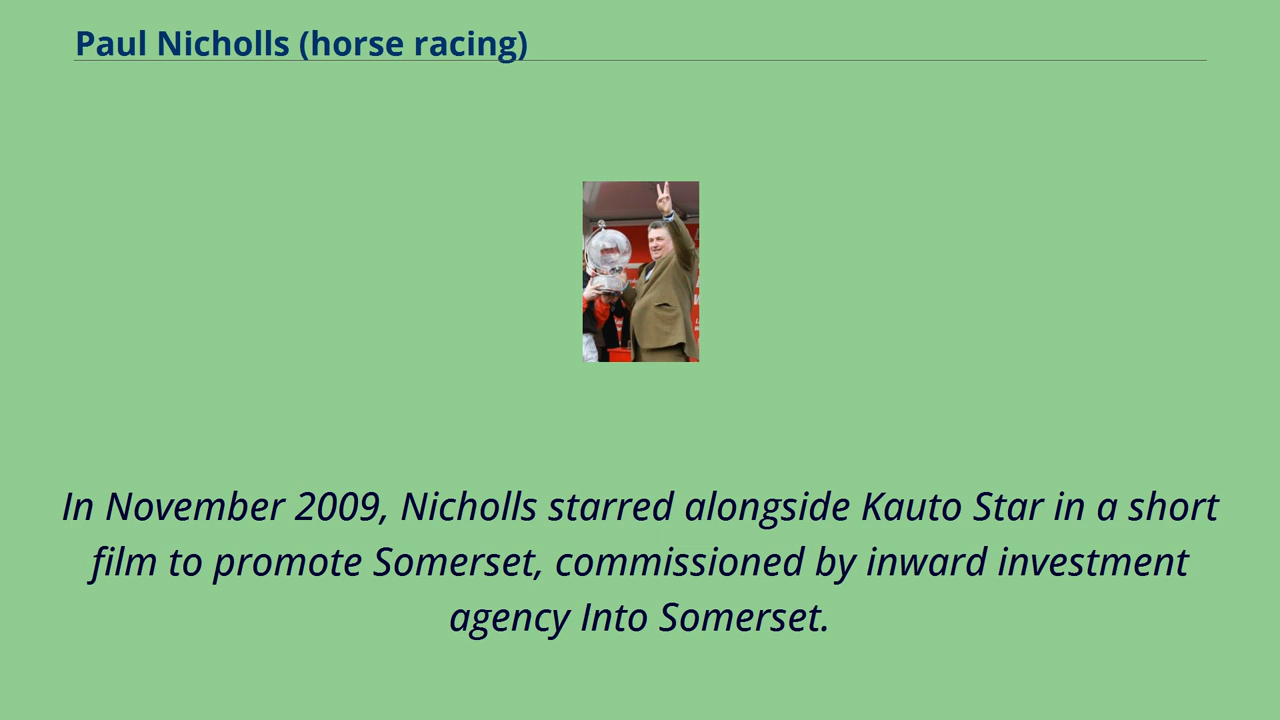 Paul Nicholls (horse racing)
In November 2009, Nicholls starred alongside Kauto Star in a short
film to promote Somerset, commissioned by inward investment
agency Into Somerset.